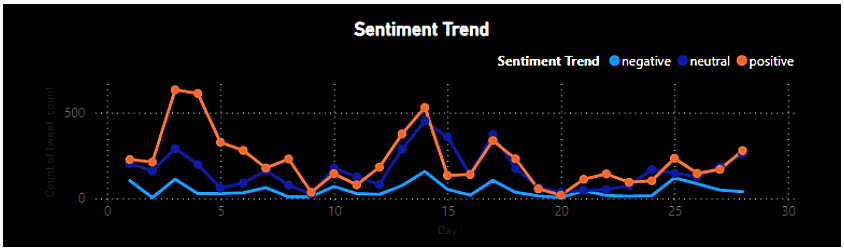 Sentiment Trend
Sentiment Trend negative neutral positive
Count of tweet_count
500
0
0 5 10 15 20 25 30
Day